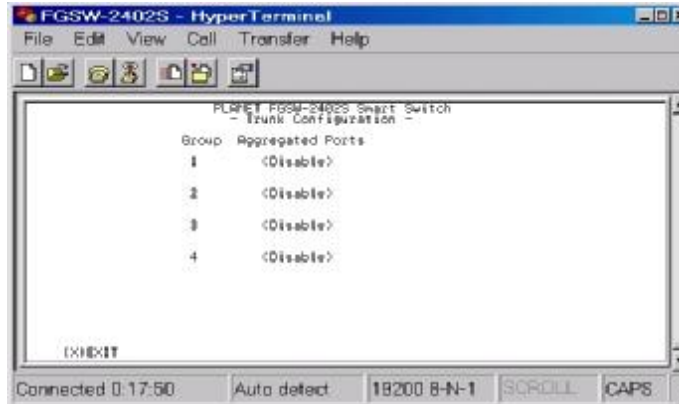 FGSW-2402S - HyperTerminal
File Edit View Call Transfer Help
PLANET FGSW-2402S Smart Switch
- Trunk Configuration -
Group Aggregated Ports
1 <Disable>
2 <Disable>
3 <Disable>
4 <Disable>
(X)EXIT
Connected 0:17:50 Auto detect 19200 8-N-1 SCROLL CAPS